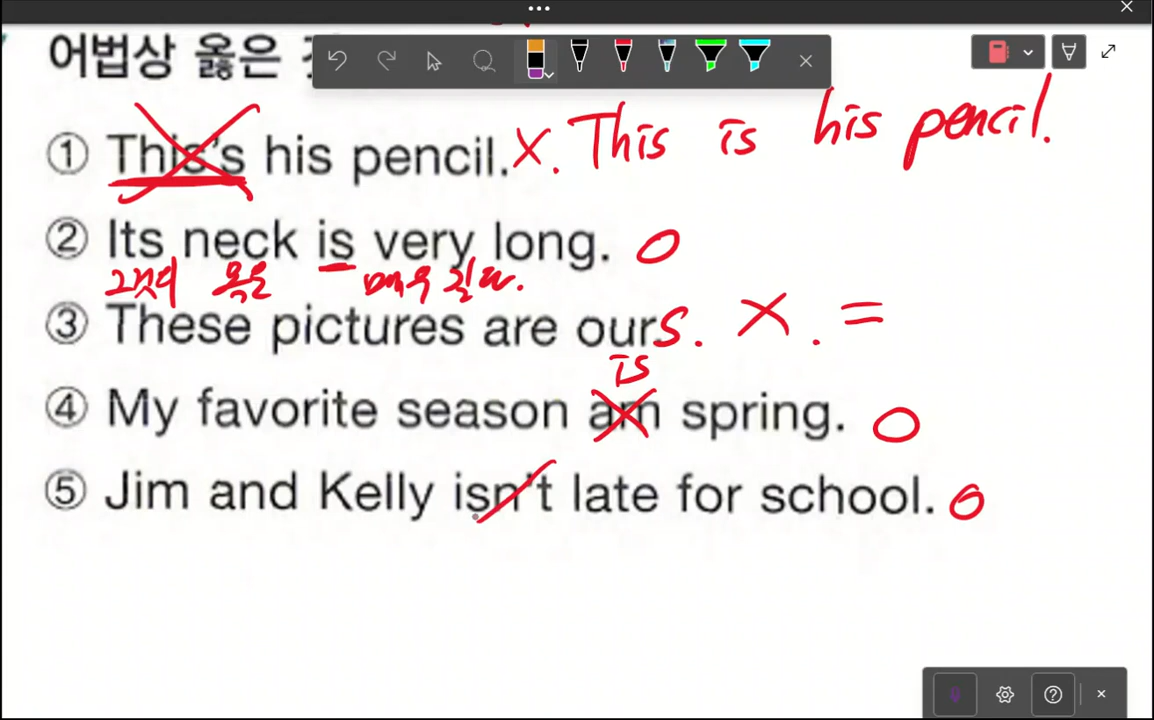 어법상 옳은
① This's his pencil. X. This is his pencil.
② Its neck is very long. O
그것의 목은 매우 길다.
③ These pictures are ours. X. =
is
④ My favorite season am spring. O
⑤ Jim and Kelly isn't late for school. O